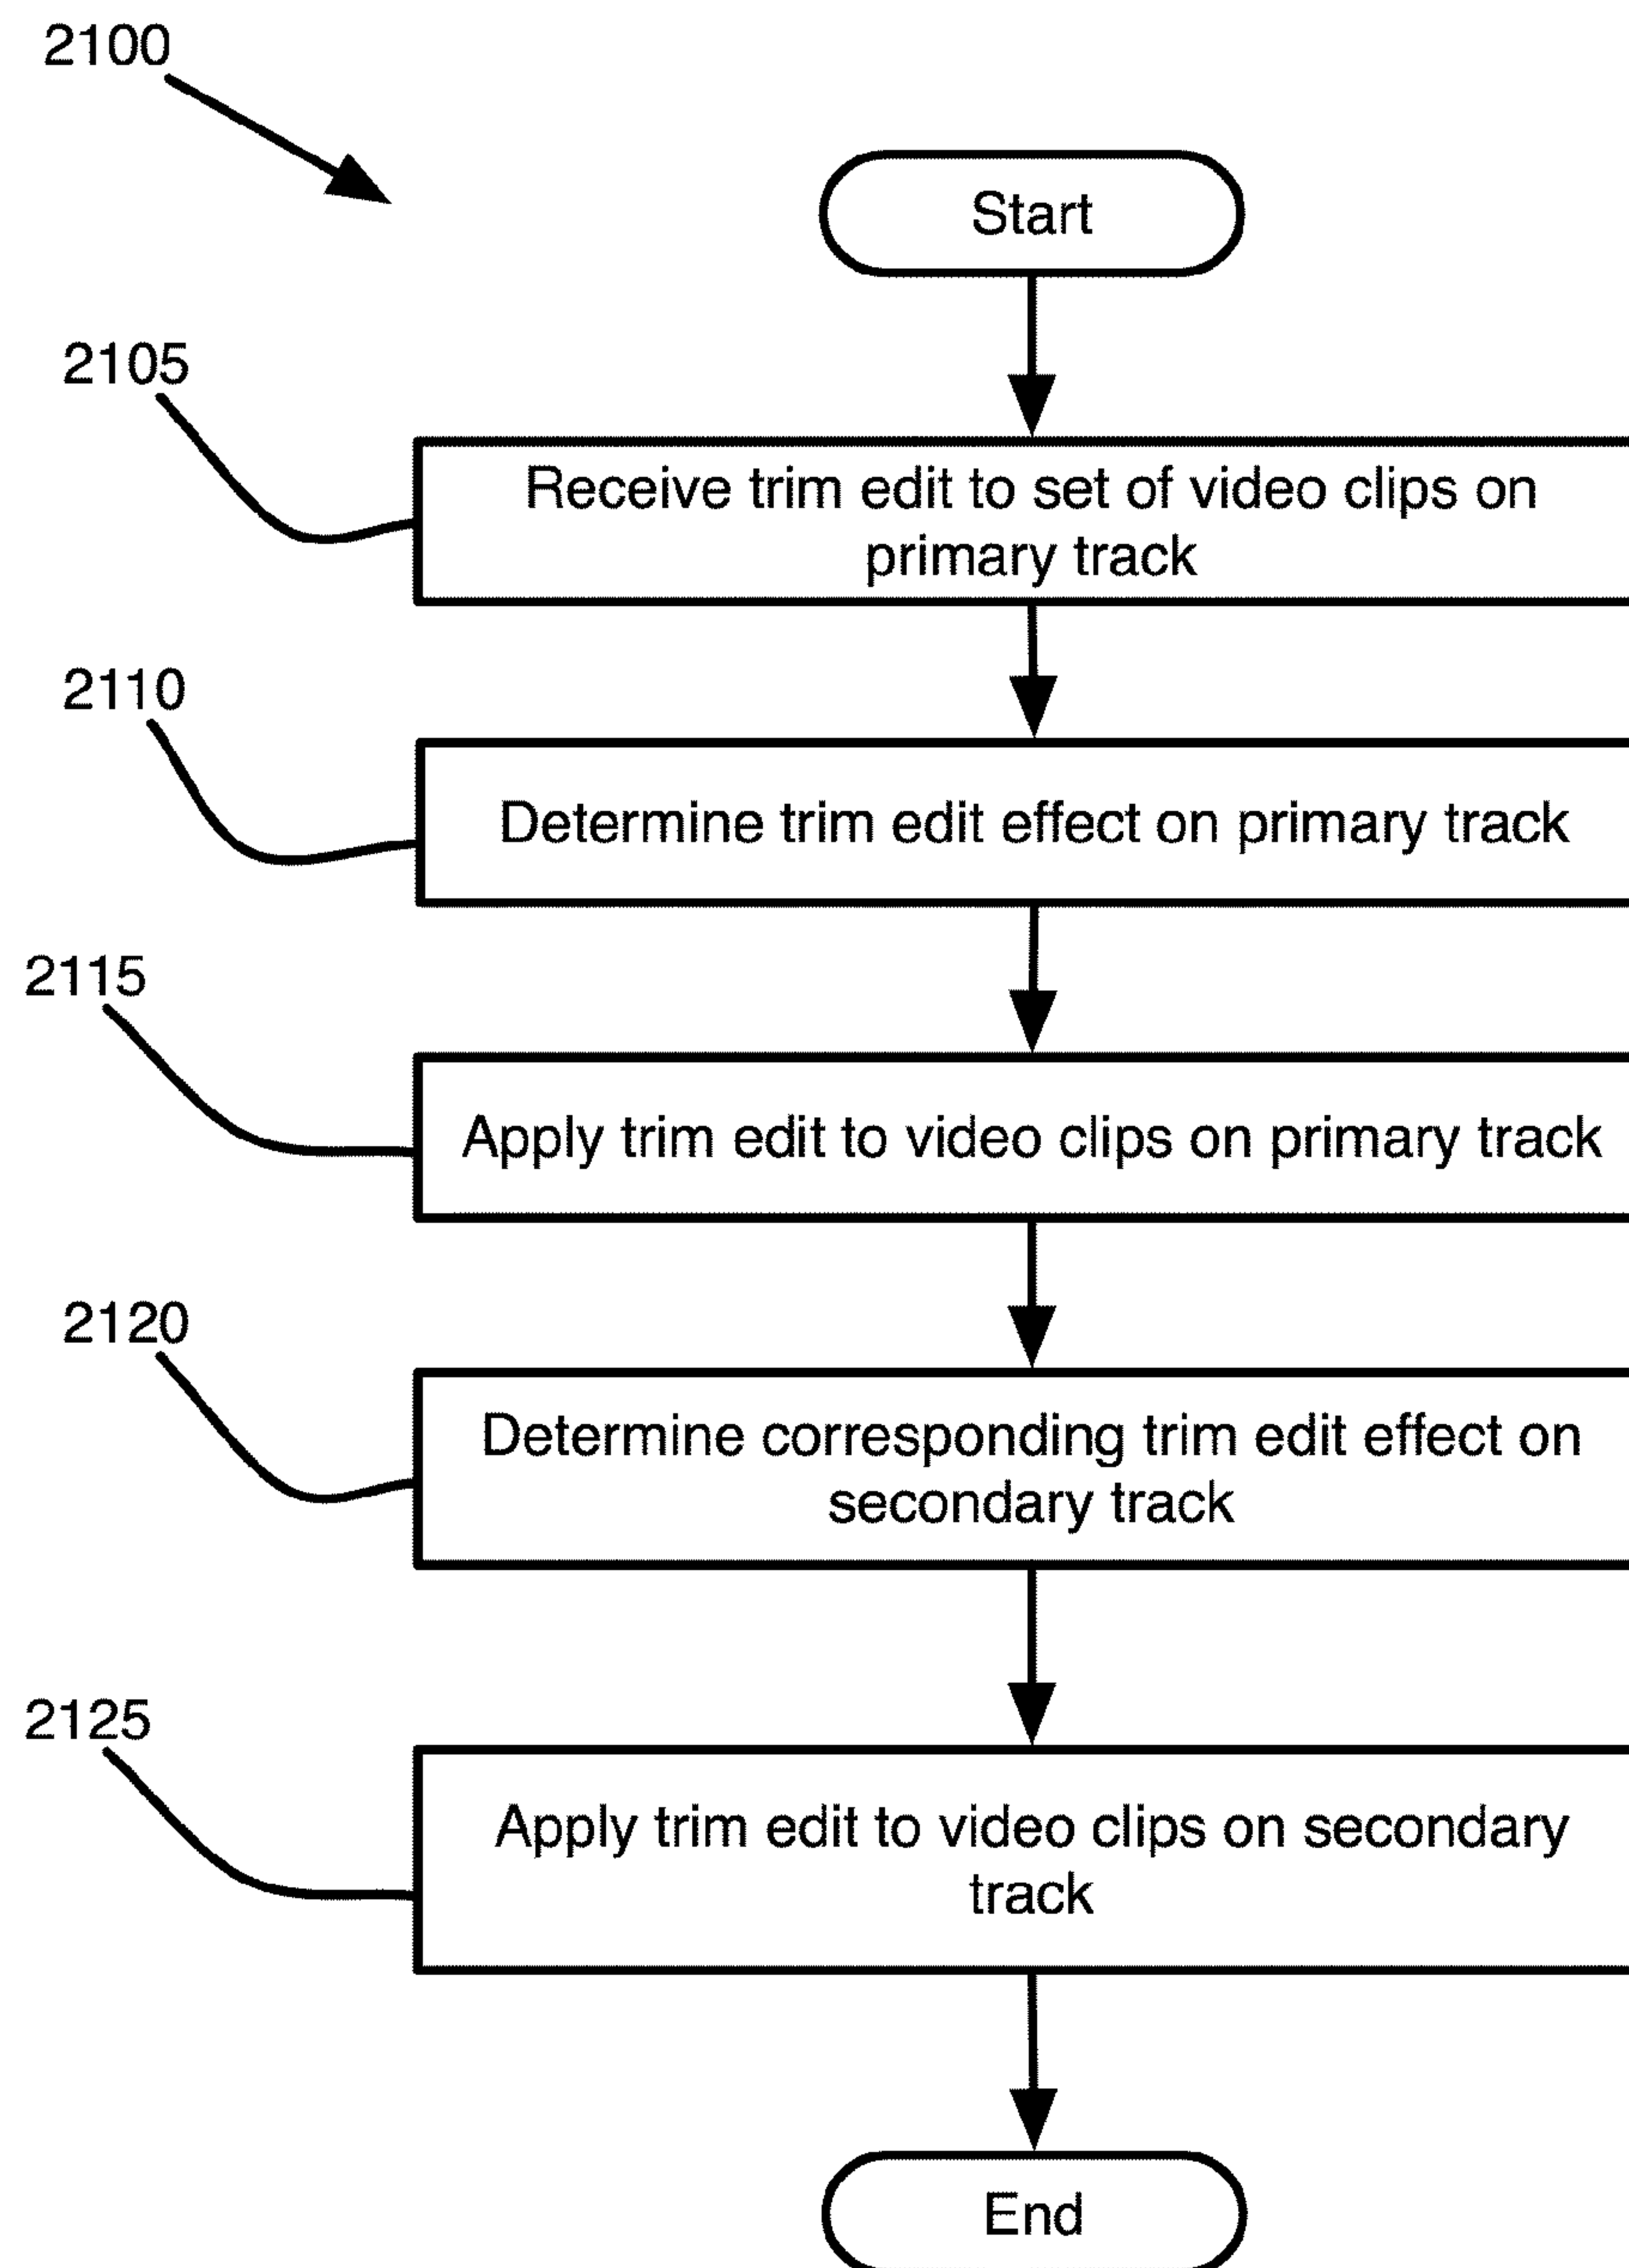 2100
Start
2105
Receive trim edit to set of video clips on
primary track
2110
Determine trim edit effect on primary track
2115
Apply trim edit to video clips on primary track
2120
Determine corresponding trim edit effect on
secondary track
2125
Apply trim edit to video clips on secondary
track
End